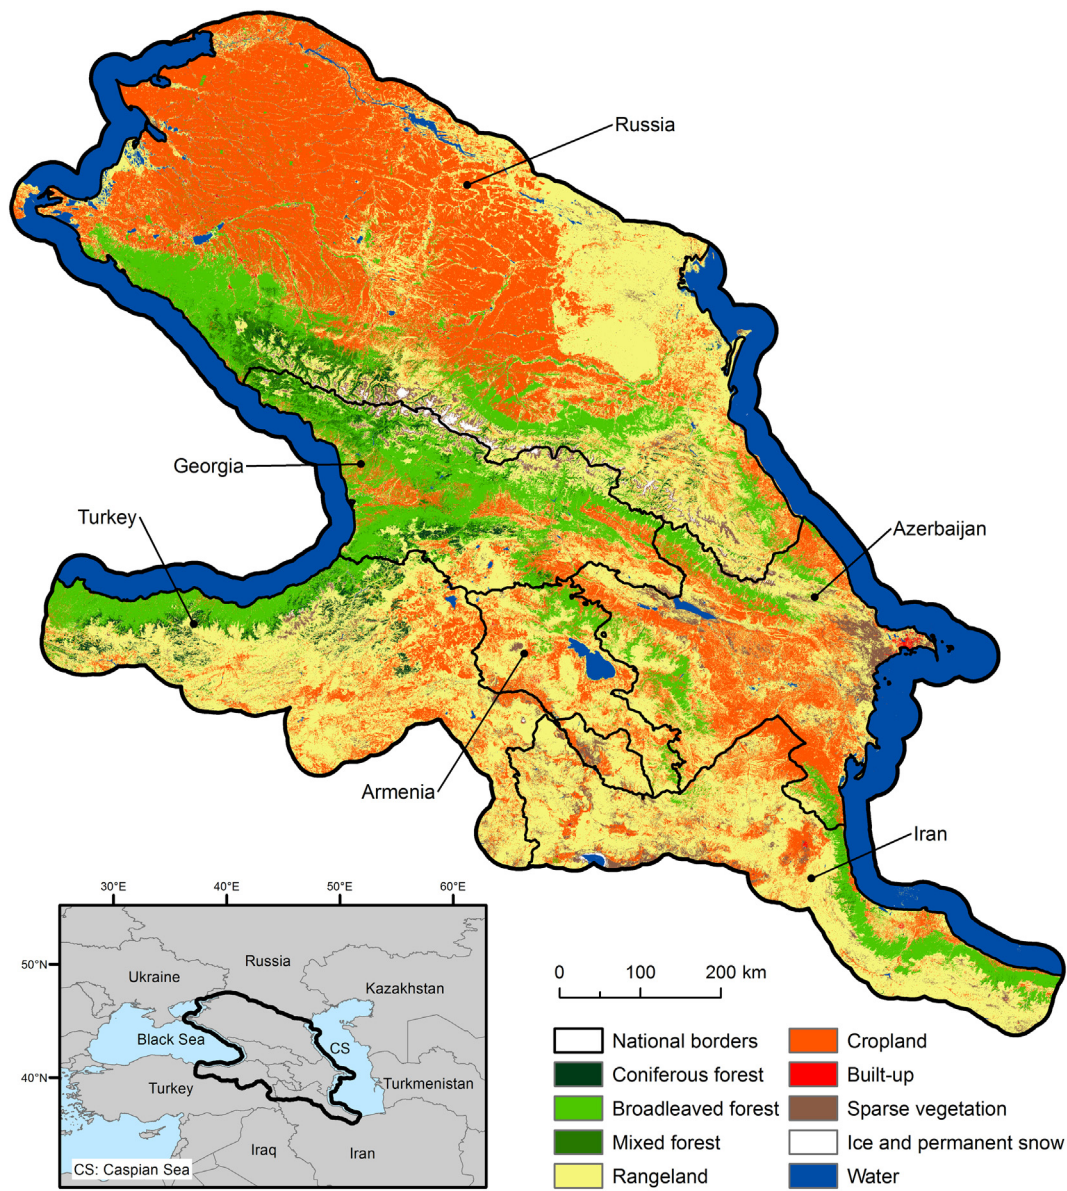 Russia
Georgia
Turkey
Azerbaijan
Armenia
Iran
30°E 40°E 50°E 60°E
50°N
40°N
Ukraine
Russia
Kazakhstan
Black Sea
CS
Turkey
Turkmenistan
Iraq
Iran
CS: Caspian Sea
0 100 200 km
National borders
Coniferous forest
Broadleaved forest
Mixed forest
Rangeland
Cropland
Built-up
Sparse vegetation
Ice and permanent snow
Water